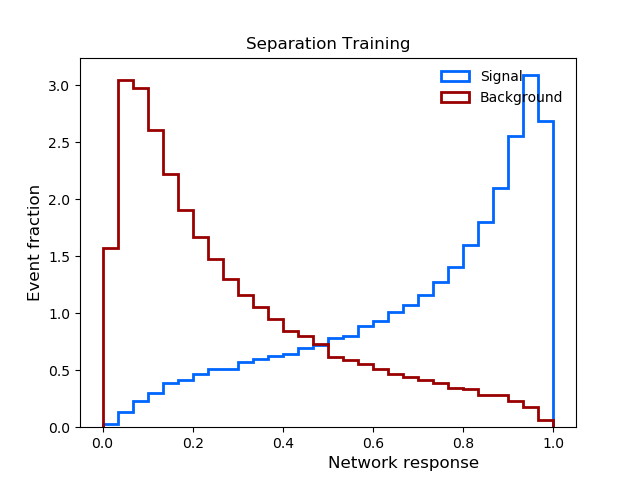 Separation Training
Signal
Background
Event fraction
3.0
2.5
2.0
1.5
1.0
0.5
0.0
0.0 0.2 0.4 0.6 0.8 1.0
Network response